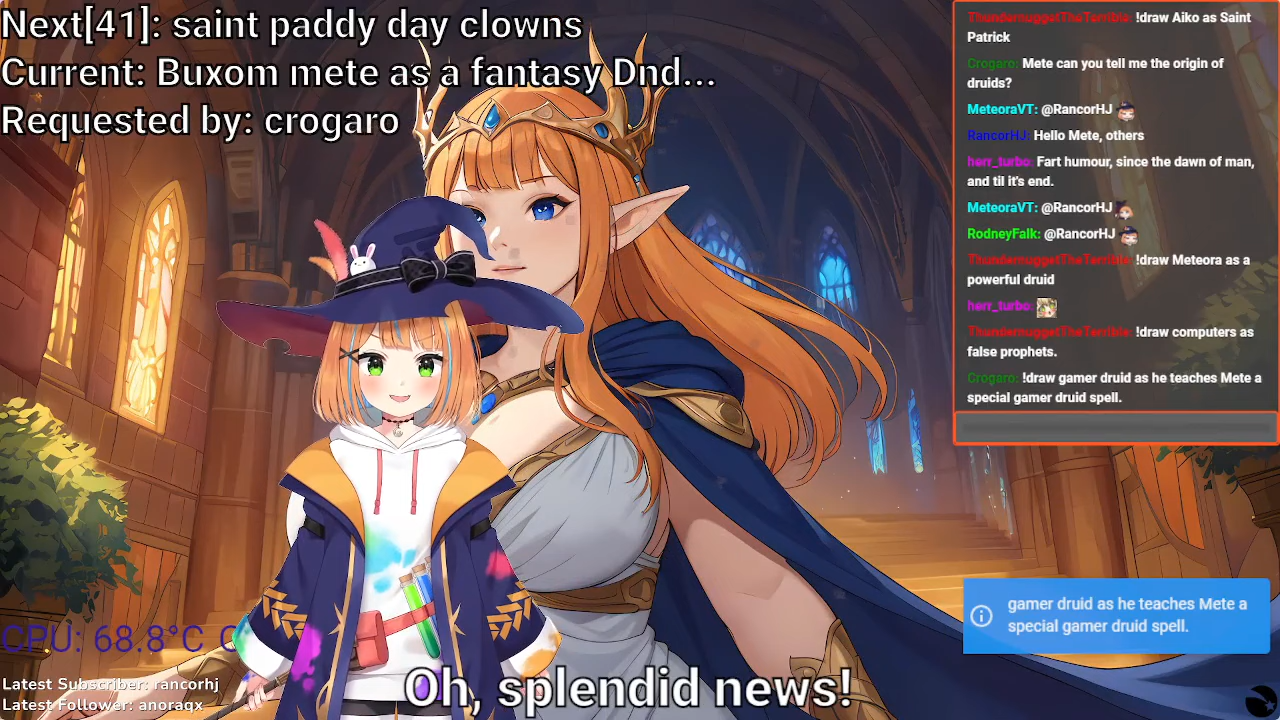 Next[41]: saint paddy day clowns
Current: Buxom mete as a fantasy Dnd...
Requested by: crogaro
ThundernuggetTheTerrible: !draw Aiko as Saint
Patrick
Crogaro: Mete can you tell me the origin of
druids?
MeteoraVT: @RancorHJ
RancorHJ: Hello Mete, others
herr_turbo: Fart humour, since the dawn of man,
and til it's end.
MeteoraVT: @RancorHJ
RodneyFalk: @RancorHJ
ThundernuggetTheTerrible: !draw Meteora as a
powerful druid
herr_turbo:
ThundernuggetTheTerrible: !draw computers as
false prophets.
Crogaro: !draw gamer druid as he teaches Mete a
special gamer druid spell.
gamer druid as he teaches Mete a
special gamer druid spell.
CPU: 68.8°C
Latest Subscriber: rancorhj
Latest Follower: anoraqx
Oh, splendid news!